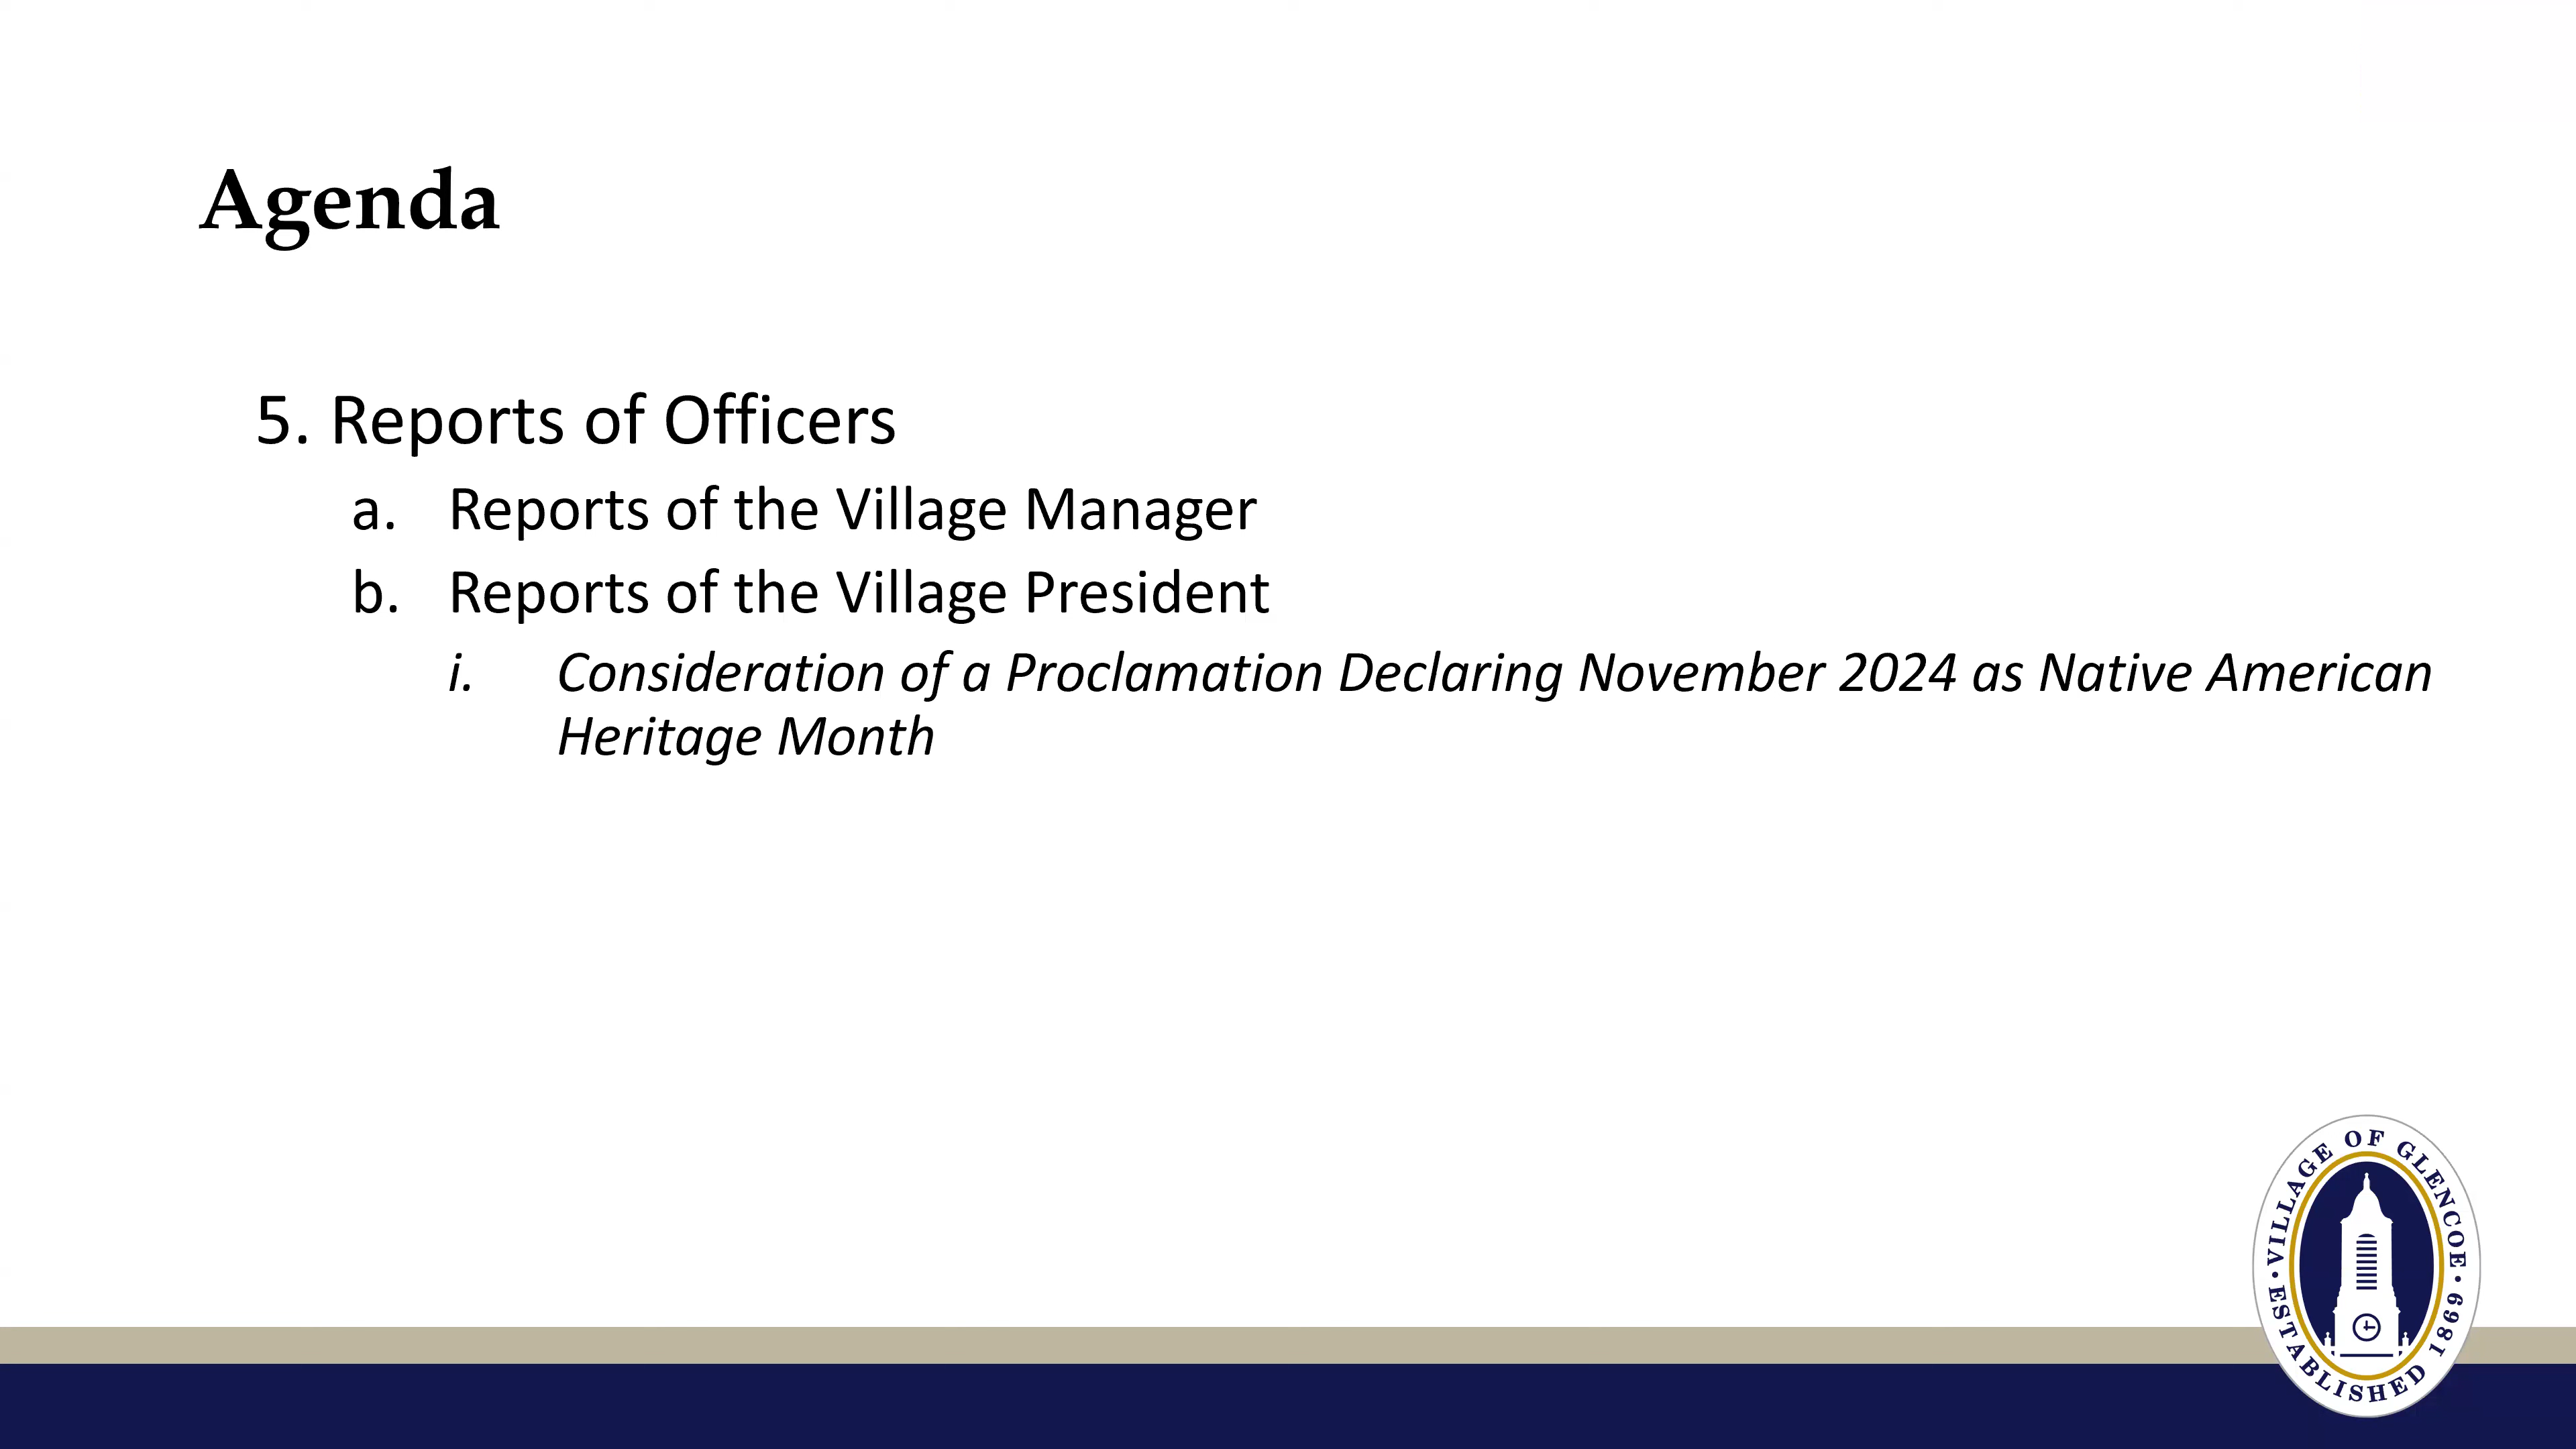 Agenda
5. Reports of Officers
a. Reports of the Village Manager
b. Reports of the Village President
i. Consideration of a Proclamation Declaring November 2024 as Native American
Heritage Month
VILLAGE OF GLENCOE • ESTABLISHED 1869 •